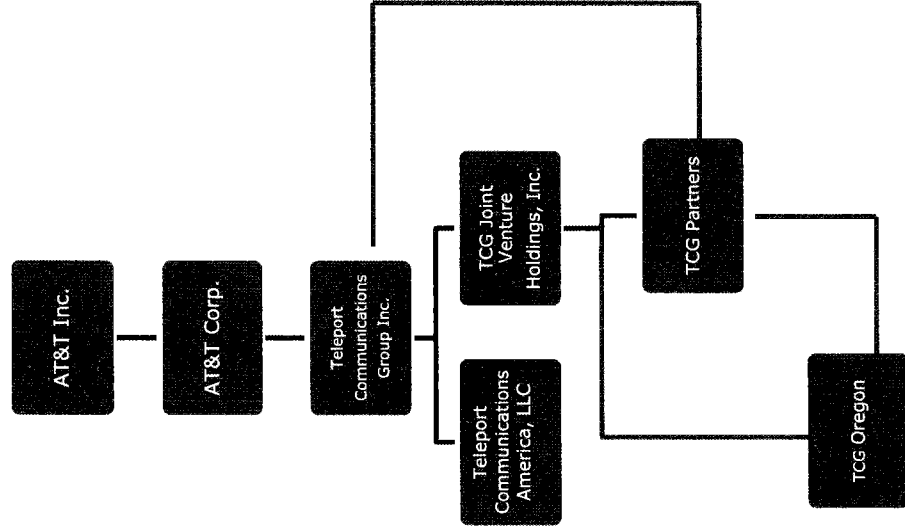 AT&T Inc.
AT&T Corp.
Teleport
Communications
Group Inc.
Teleport
Communications
America, LLC
TCG Joint
Venture
Holdings, Inc.
TCG Partners
TCG Oregon